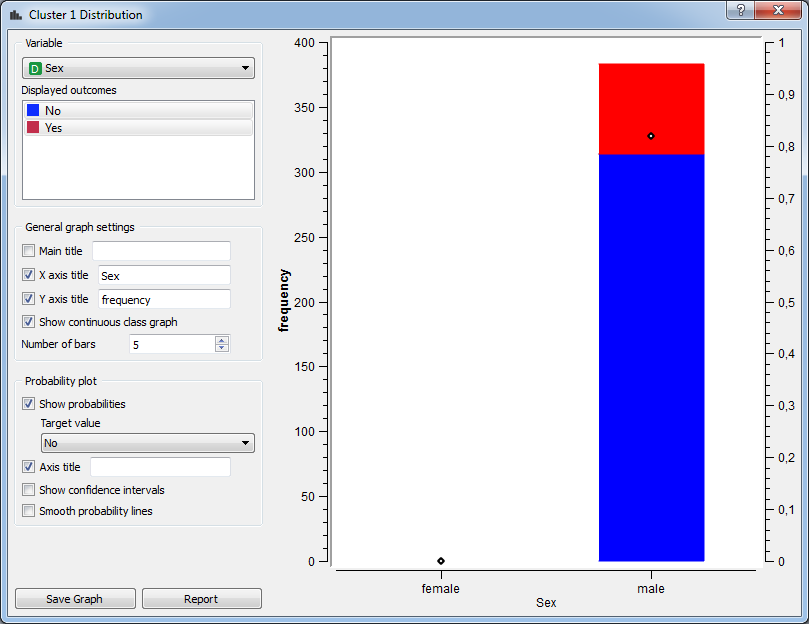 Cluster 1 Distribution
?
Variable
D Sex
Displayed outcomes
No
Yes
General graph settings
Main title
X axis title Sex
Y axis title frequency
Show continuous class graph
Number of bars 5
Probability plot
Show probabilities
Target value
No
Axis title
Show confidence intervals
Smooth probability lines
Save Graph
Report
frequency
400
350
300
250
200
150
100
50
0
female
male
Sex
1
0,9
0,8
0,7
0,6
0,5
0,4
0,3
0,2
0,1
0